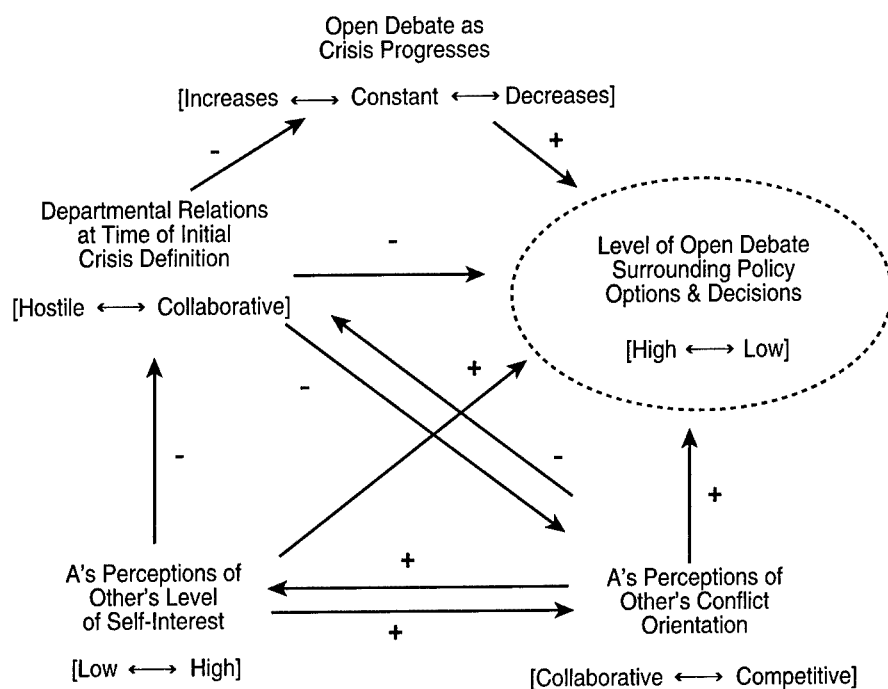 Open Debate as
Crisis Progresses
[Increases ⟷ Constant ⟷ Decreases]
-
+
Departmental Relations
at Time of Initial
Crisis Definition
[Hostile ⟷ Collaborative]
-
Level of Open Debate
Surrounding Policy
Options & Decisions
[High ⟷ Low]
+
-
-
-
+
+
A's Perceptions of
Other's Level
of Self-Interest
[Low ⟷ High]
+
A's Perceptions of
Other's Conflict
Orientation
[Collaborative ⟷ Competitive]